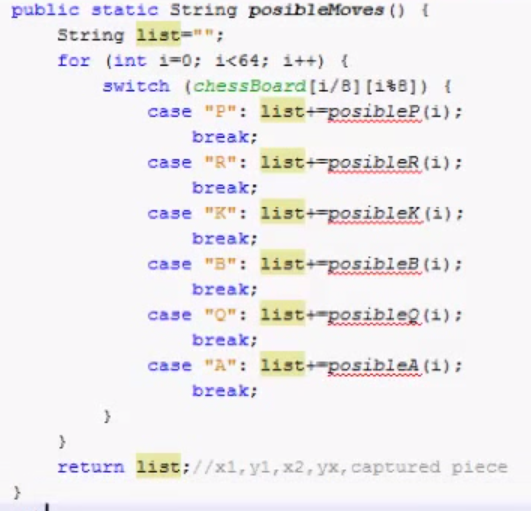 public static String posibleMoves() {
    String list="";
    for (int i=0; i<64; i++) {
        switch (chessBoard[i/8][i%8]) {
            case "P": list+=posibleP(i);
                break;
            case "R": list+=posibleR(i);
                break;
            case "K": list+=posibleK(i);
                break;
            case "B": list+=posibleB(i);
                break;
            case "Q": list+=posibleQ(i);
                break;
            case "A": list+=posibleA(i);
                break;
        }
    }
    return list;//x1,y1,x2,yx,captured piece
}